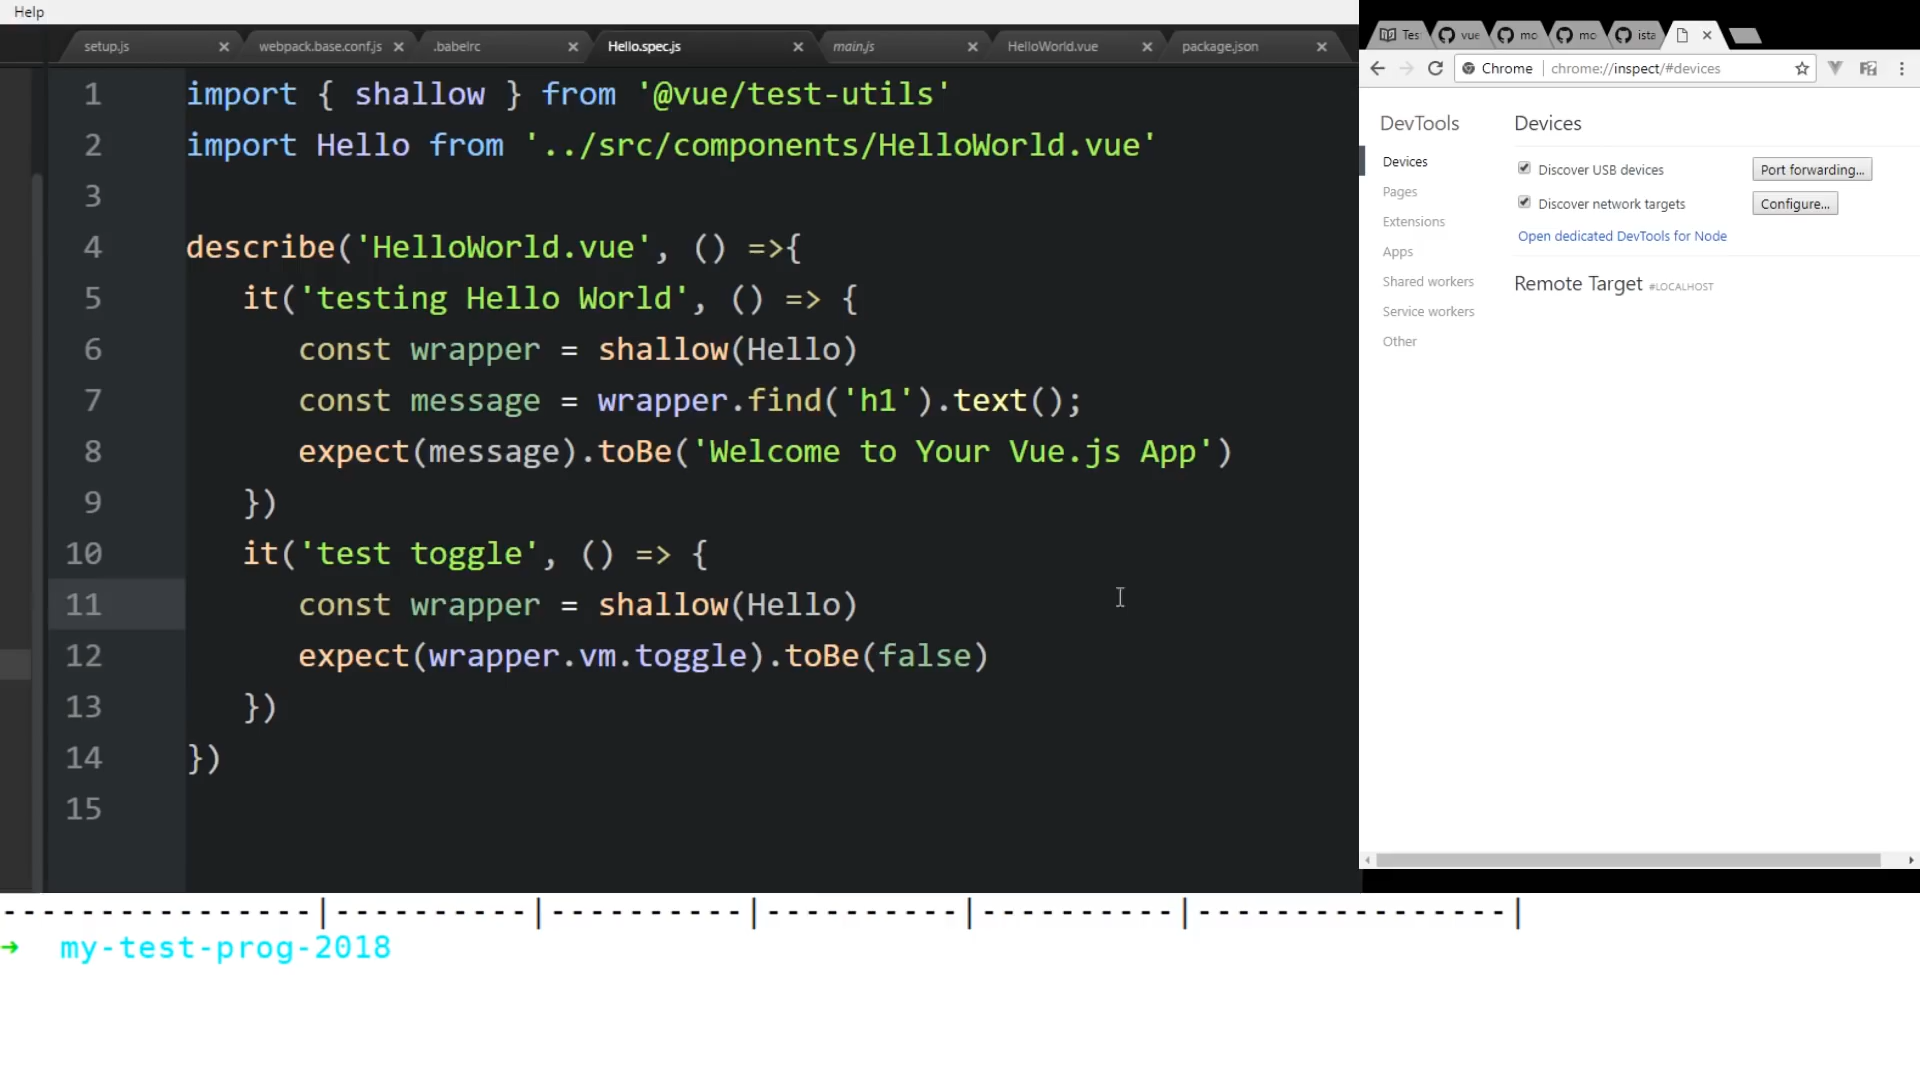 Help
setup.js
webpack.base.conf.js
.babelrc
Hello.spec.js
main.js
HelloWorld.vue
package.json
1 import { shallow } from '@vue/test-utils'
2 import Hello from '../src/components/HelloWorld.vue'
3
4 describe('HelloWorld.vue', () =>{
5 it('testing Hello World', () => {
6 const wrapper = shallow(Hello)
7 const message = wrapper.find('h1').text();
8 expect(message).toBe('Welcome to Your Vue.js App')
9 })
10 it('test toggle', () => {
11 const wrapper = shallow(Hello)
12 expect(wrapper.vm.toggle).toBe(false)
13 })
14 })
15
Tes
vue
mo
mo
ista
Chrome
chrome://inspect/#devices
DevTools
Devices
Pages
Extensions
Apps
Shared workers
Service workers
Other
Devices
Discover USB devices
Port forwarding...
Discover network targets
Configure...
Open dedicated DevTools for Node
Remote Target #LOCALHOST
----------------|----------|----------|----------|----------|----------------|
➜ my-test-prog-2018